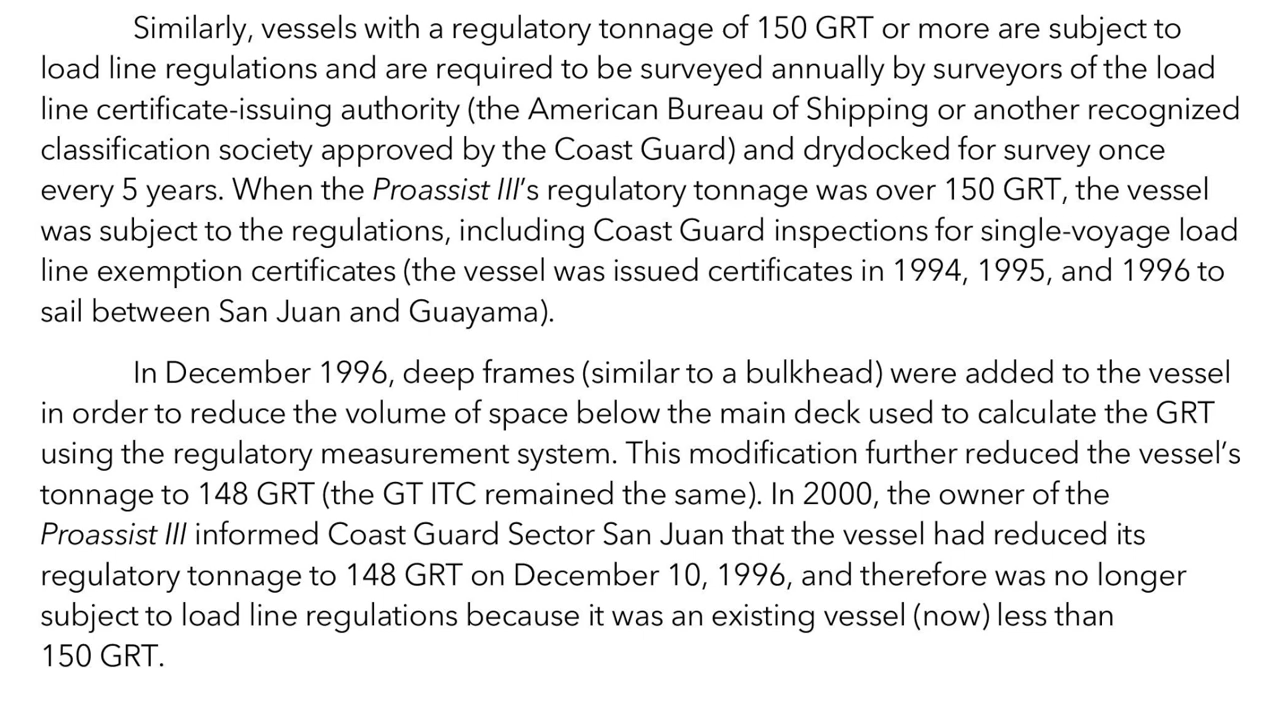 Similarly, vessels with a regulatory tonnage of 150 GRT or more are subject to
load line regulations and are required to be surveyed annually by surveyors of the load
line certificate-issuing authority (the American Bureau of Shipping or another recognized
classification society approved by the Coast Guard) and drydocked for survey once
every 5 years. When the Proassist III's regulatory tonnage was over 150 GRT, the vessel
was subject to the regulations, including Coast Guard inspections for single-voyage load
line exemption certificates (the vessel was issued certificates in 1994, 1995, and 1996 to
sail between San Juan and Guayama).
In December 1996, deep frames (similar to a bulkhead) were added to the vessel
in order to reduce the volume of space below the main deck used to calculate the GRT
using the regulatory measurement system. This modification further reduced the vessel's
tonnage to 148 GRT (the GT ITC remained the same). In 2000, the owner of the
Proassist III informed Coast Guard Sector San Juan that the vessel had reduced its
regulatory tonnage to 148 GRT on December 10, 1996, and therefore was no longer
subject to load line regulations because it was an existing vessel (now) less than
150 GRT.